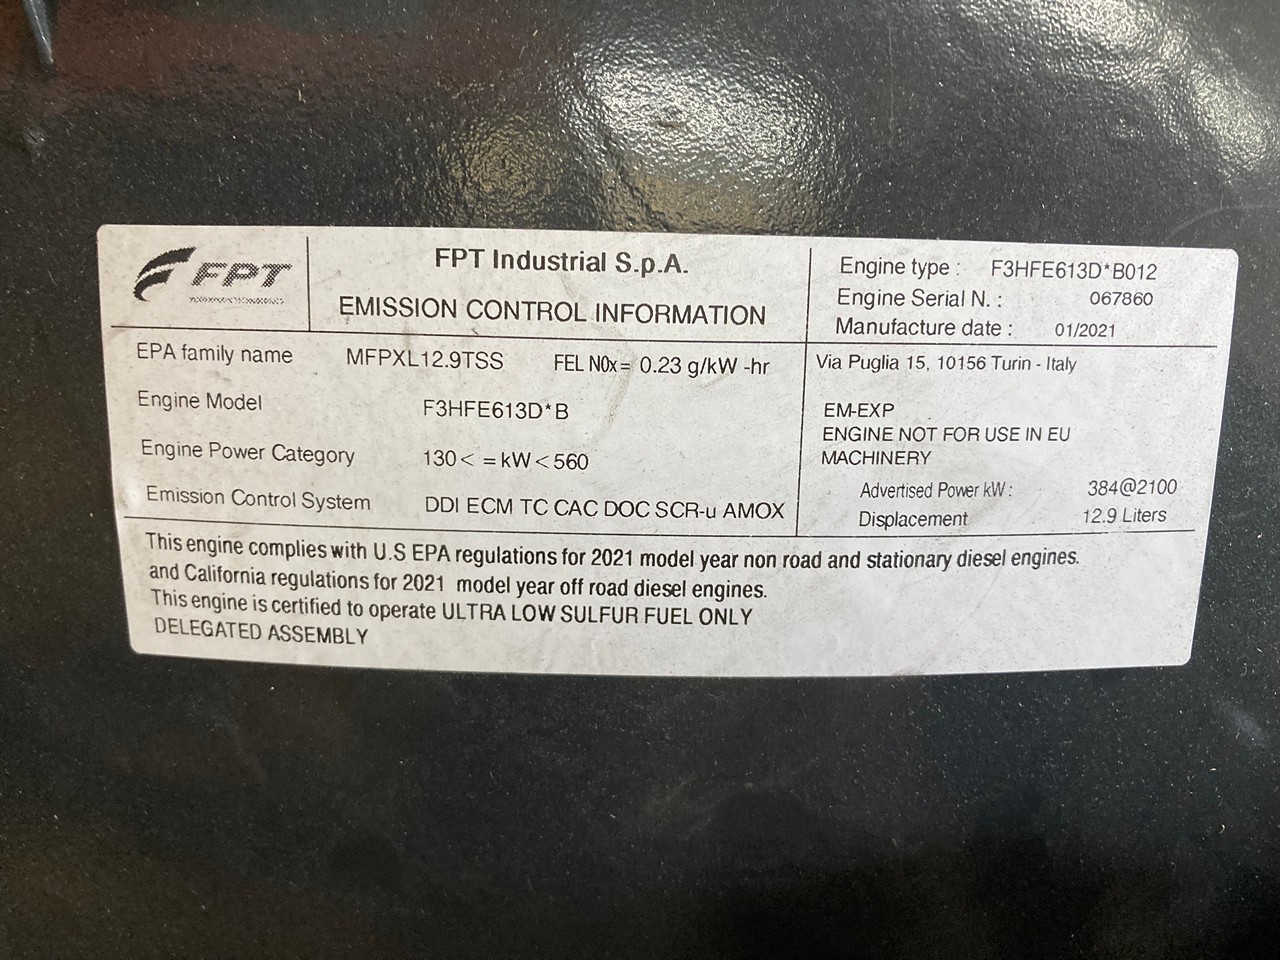 FPT
FPT Industrial S.p.A.
EMISSION CONTROL INFORMATION
Engine type : F3HFE613D*B012
Engine Serial N. : 067860
Manufacture date : 01/2021
EPA family name MFPXL12.9TSS FEL N0x= 0.23 g/kW -hr
Engine Model F3HFE613D*B
Engine Power Category 130< =kW<560
Emission Control System DDI ECM TC CAC DOC SCR-u AMOX
Via Puglia 15, 10156 Turin - Italy
EM-EXP
ENGINE NOT FOR USE IN EU
MACHINERY
Advertised Power kW : 384@2100
Displacement 12.9 Liters
This engine complies with U.S EPA regulations for 2021 model year non road and stationary diesel engines.
and California regulations for 2021 model year off road diesel engines.
This engine is certified to operate ULTRA LOW SULFUR FUEL ONLY
DELEGATED ASSEMBLY